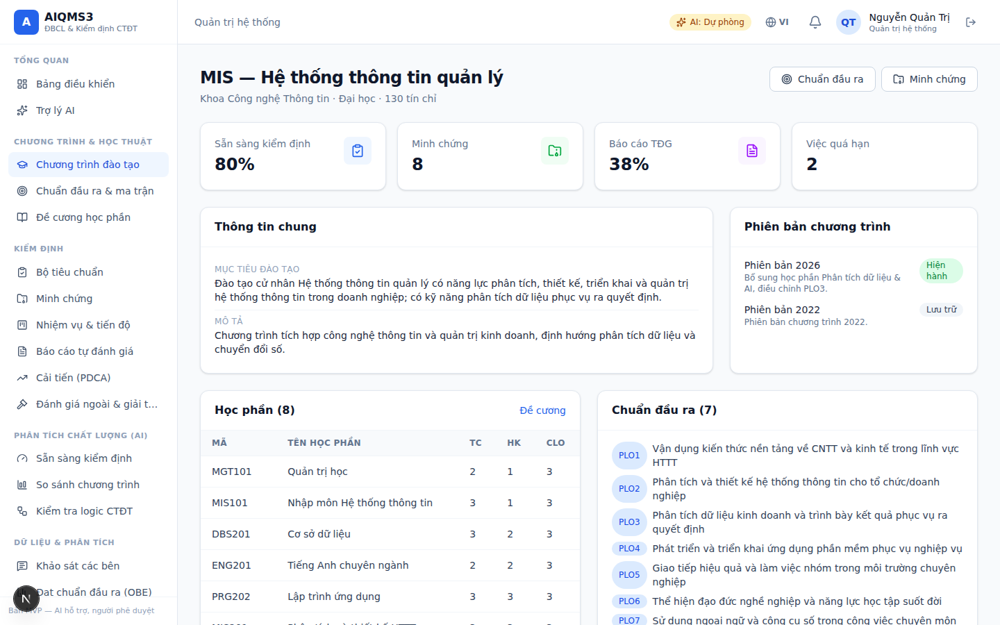 A
AIQMS3
ĐBCL & Kiểm định CTĐT
Quản trị hệ thống
AI: Dự phòng
VI
QT
Nguyễn Quản Trị
Quản trị hệ thống
TỔNG QUAN
Bảng điều khiển
Trợ lý AI
CHƯƠNG TRÌNH & HỌC THUẬT
Chương trình đào tạo
Chuẩn đầu ra & ma trận
Đề cương học phần
KIỂM ĐỊNH
Bộ tiêu chuẩn
Minh chứng
Nhiệm vụ & tiến độ
Báo cáo tự đánh giá
Cải tiến (PDCA)
Đánh giá ngoài & giải t...
PHÂN TÍCH CHẤT LƯỢNG (AI)
Sẵn sàng kiểm định
So sánh chương trình
Kiểm tra logic CTĐT
DỮ LIỆU & PHÂN TÍCH
Khảo sát các bên
Đạt chuẩn đầu ra (OBE)
N
— AI hỗ trợ, người phê duyệt
MIS — Hệ thống thông tin quản lý
Khoa Công nghệ Thông tin · Đại học · 130 tín chỉ
Chuẩn đầu ra
Minh chứng
Sẵn sàng kiểm định
80%
Minh chứng
8
Báo cáo TĐG
38%
Việc quá hạn
2
Thông tin chung
MỤC TIÊU ĐÀO TẠO
Đào tạo cử nhân Hệ thống thông tin quản lý có năng lực phân tích, thiết kế, triển khai và quản trị
hệ thống thông tin trong doanh nghiệp; có kỹ năng phân tích dữ liệu phục vụ ra quyết định.
MÔ TẢ
Chương trình tích hợp công nghệ thông tin và quản trị kinh doanh, định hướng phân tích dữ liệu và
chuyển đổi số.
Phiên bản chương trình
Phiên bản 2026
Bổ sung học phần Phân tích dữ liệu &
AI, điều chỉnh PLO3.
Hiện
hành
Phiên bản 2022
Phiên bản chương trình 2022.
Lưu trữ
Học phần (8)
Đề cương
MÃ TÊN HỌC PHẦN TC HK CLO
MGT101 Quản trị học 2 1 3
MIS101 Nhập môn Hệ thống thông tin 3 1 3
DBS201 Cơ sở dữ liệu 3 2 3
ENG201 Tiếng Anh chuyên ngành 2 2 3
PRG202 Lập trình ứng dụng 3 3 3
Chuẩn đầu ra (7)
PLO1 Vận dụng kiến thức nền tảng về CNTT và kinh tế trong lĩnh vực
HTTT
PLO2 Phân tích và thiết kế hệ thống thông tin cho tổ chức/doanh
nghiệp
PLO3 Phân tích dữ liệu kinh doanh và trình bày kết quả phục vụ ra
quyết định
PLO4 Phát triển và triển khai ứng dụng phần mềm phục vụ nghiệp vụ
PLO5 Giao tiếp hiệu quả và làm việc nhóm trong môi trường chuyên
nghiệp
PLO6 Thể hiện đạo đức nghề nghiệp và năng lực học tập suốt đời
PLO7 Sử dụng ngoại ngữ và công cụ số trong công việc chuyên môn